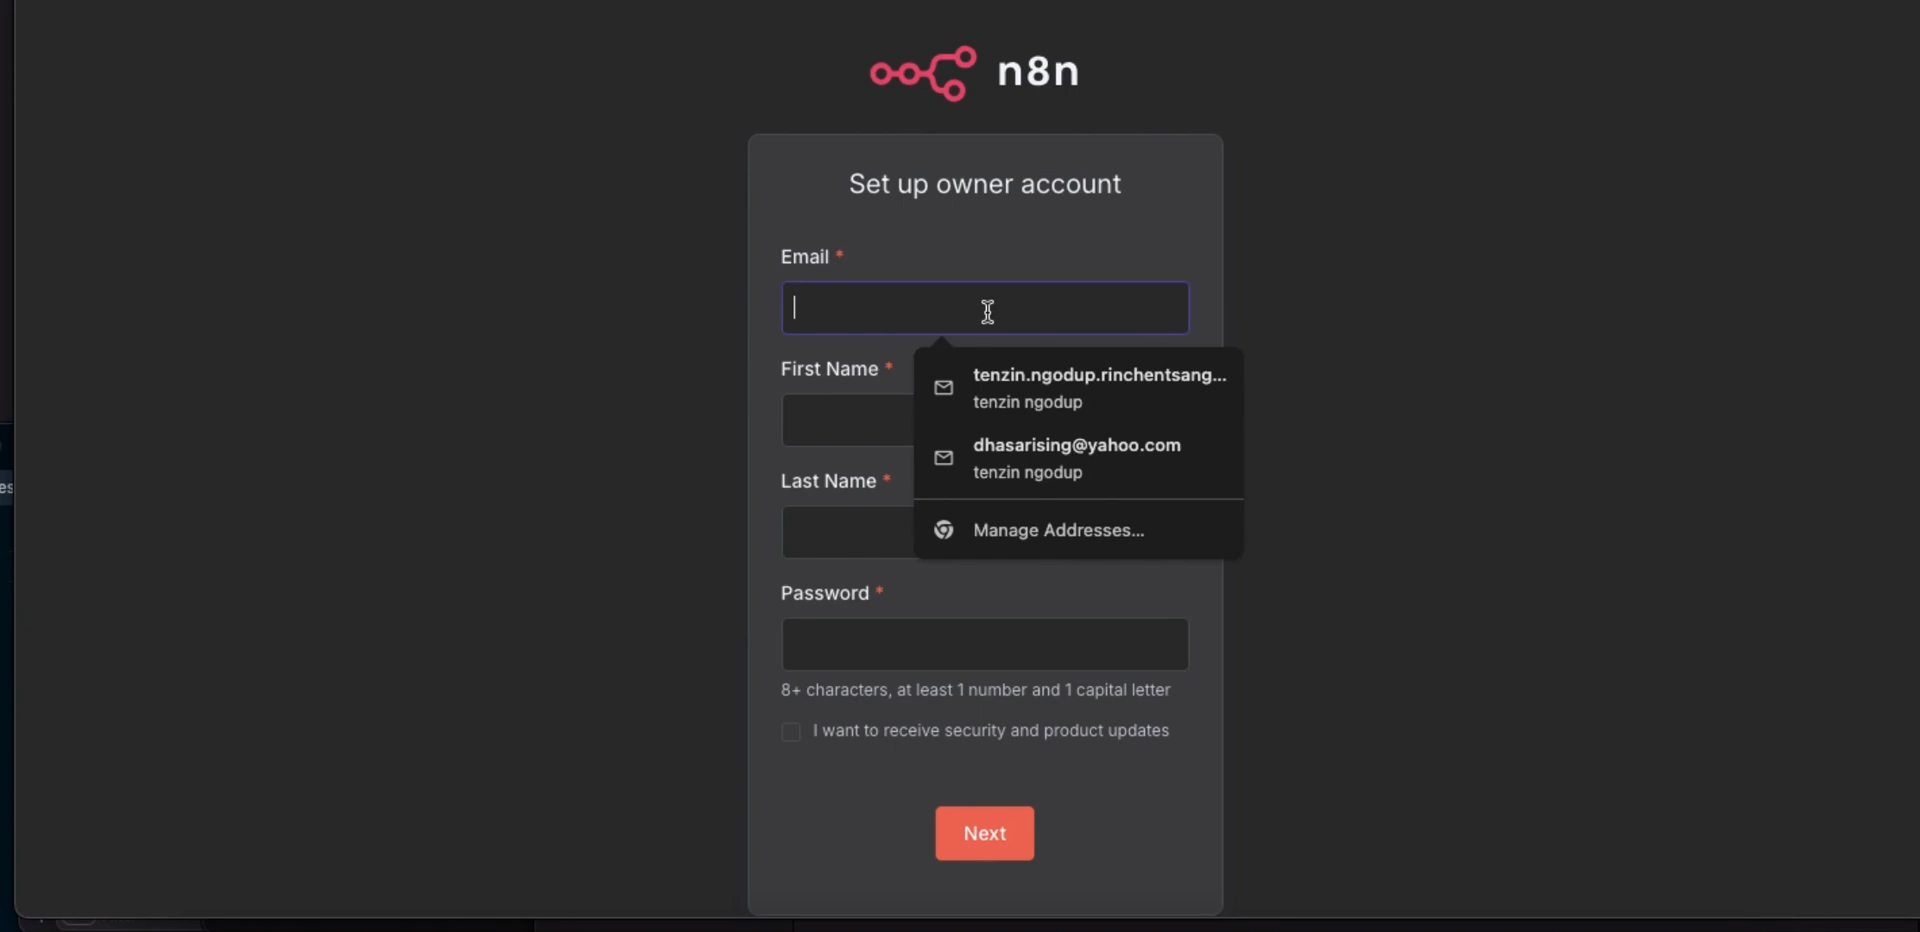 n8n
Set up owner account
Email *
First Name *
tenzin.ngodup.rinchentsang...
tenzin ngodup
dhasarising@yahoo.com
tenzin ngodup
Last Name *
Manage Addresses...
Password *
8+ characters, at least 1 number and 1 capital letter
I want to receive security and product updates
Next
es